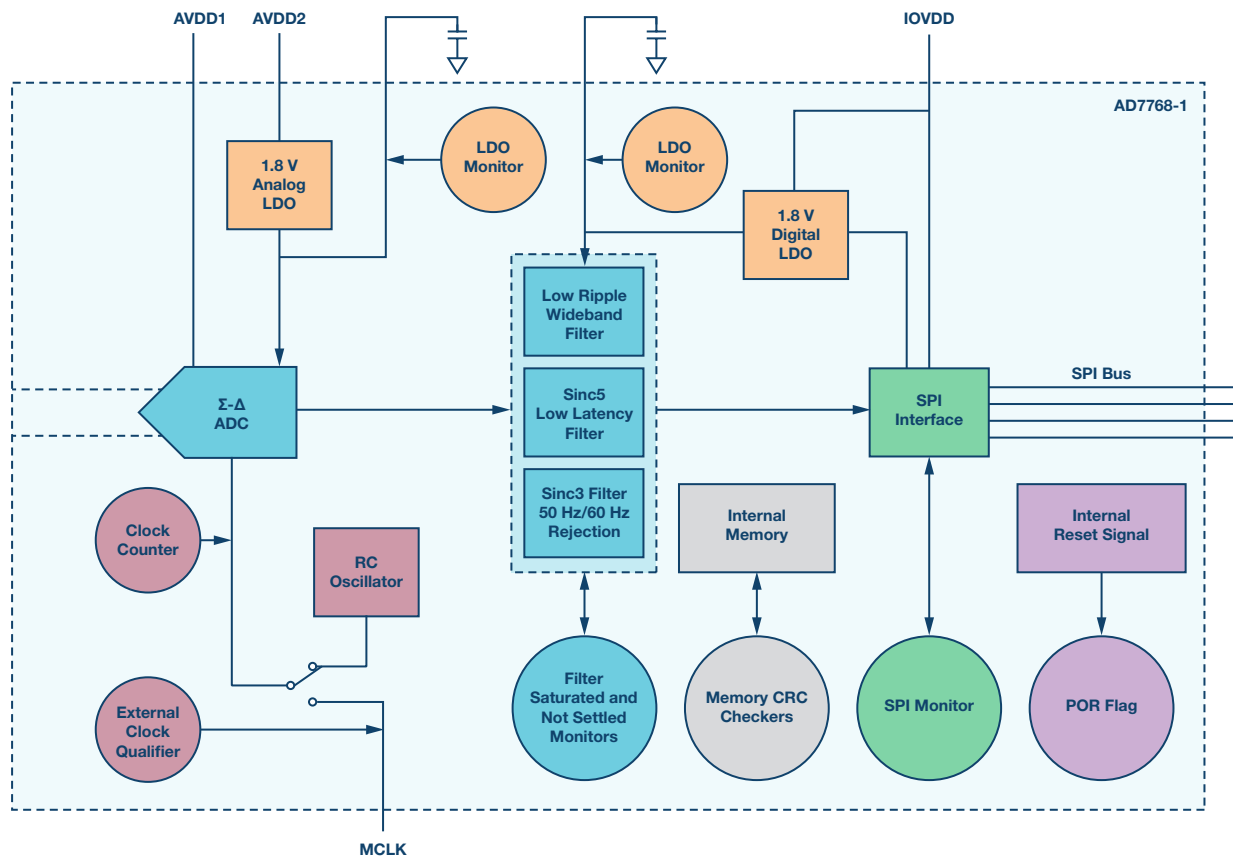 AVDD1
AVDD2
IOVDD
AD7768-1
LDO
Monitor
LDO
Monitor
1.8 V
Analog
LDO
1.8 V
Digital
LDO
Low Ripple
Wideband
Filter
Σ-Δ
ADC
Sinc5
Low Latency
Filter
SPI
Interface
SPI Bus
Sinc3 Filter
50 Hz/60 Hz
Rejection
Internal
Memory
Internal
Reset Signal
Clock
Counter
RC
Oscillator
External
Clock
Qualifier
Filter
Saturated and
Not Settled
Monitors
Memory CRC
Checkers
SPI Monitor
POR Flag
MCLK